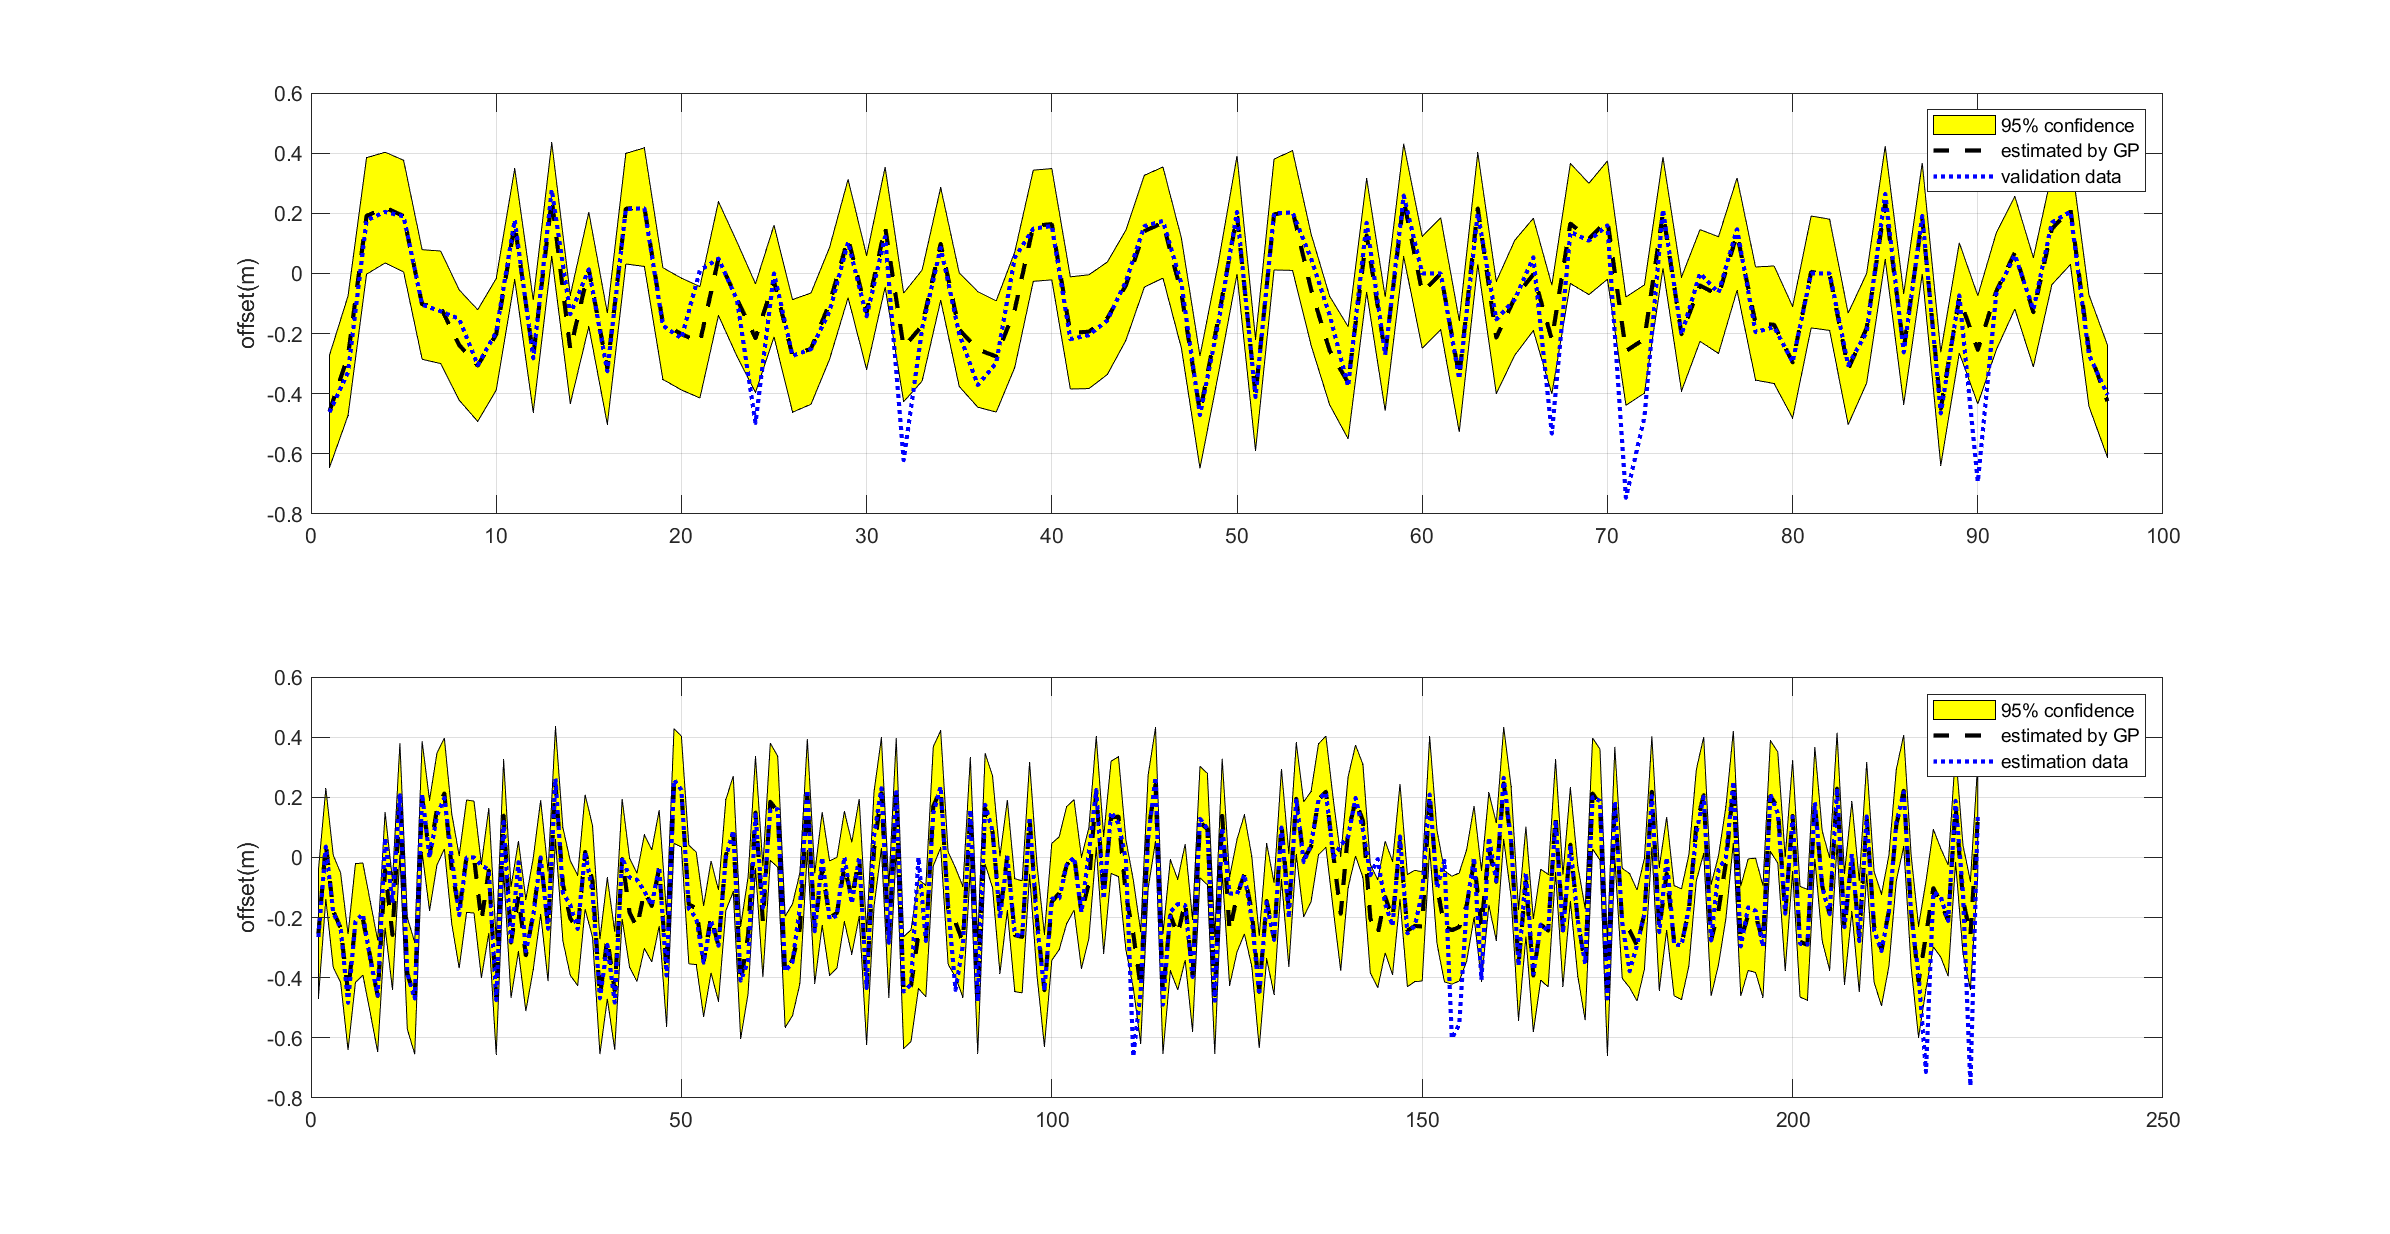 0.6
0.4
0.2
0
-0.2
-0.4
-0.6
-0.8
offset(m)
0 10 20 30 40 50 60 70 80 90 100
95% confidence
estimated by GP
validation data
0.6
0.4
0.2
0
-0.2
-0.4
-0.6
-0.8
offset(m)
0 50 100 150 200 250
95% confidence
estimated by GP
estimation data